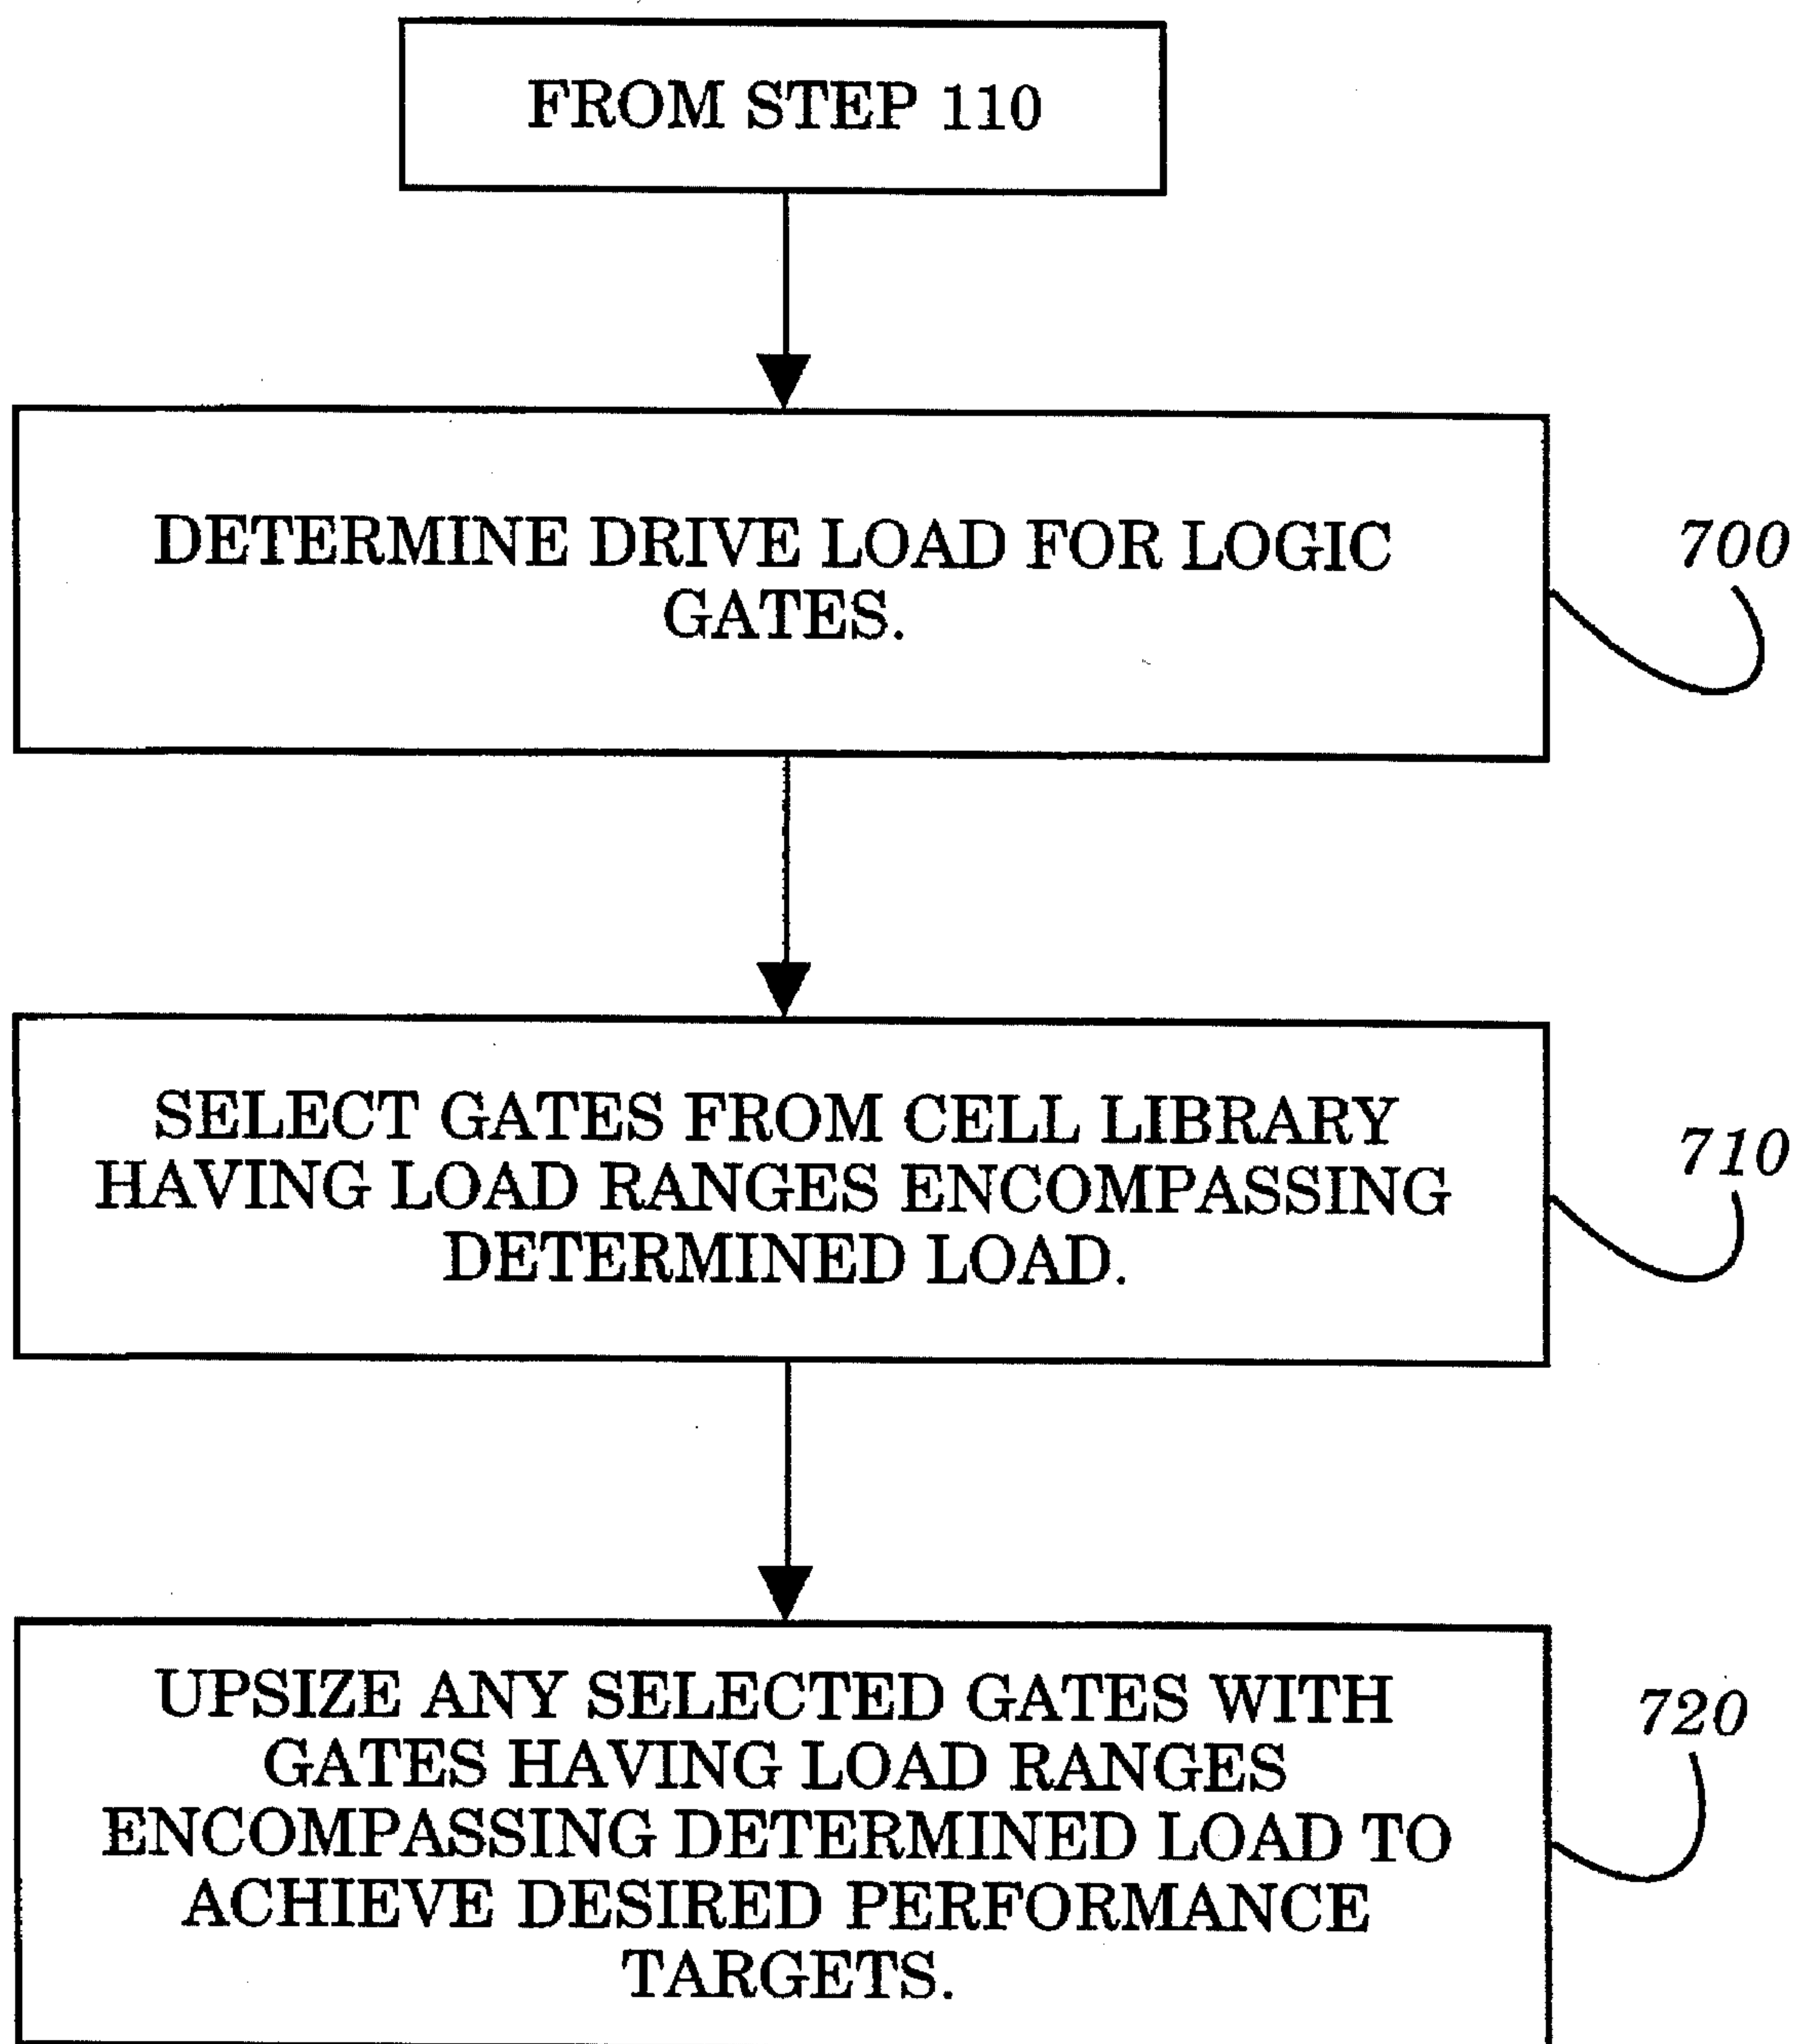 FROM STEP 110
DETERMINE DRIVE LOAD FOR LOGIC
GATES.
700
SELECT GATES FROM CELL LIBRARY
HAVING LOAD RANGES ENCOMPASSING
DETERMINED LOAD.
710
UPSIZE ANY SELECTED GATES WITH
GATES HAVING LOAD RANGES
ENCOMPASSING DETERMINED LOAD TO
ACHIEVE DESIRED PERFORMANCE
TARGETS.
720